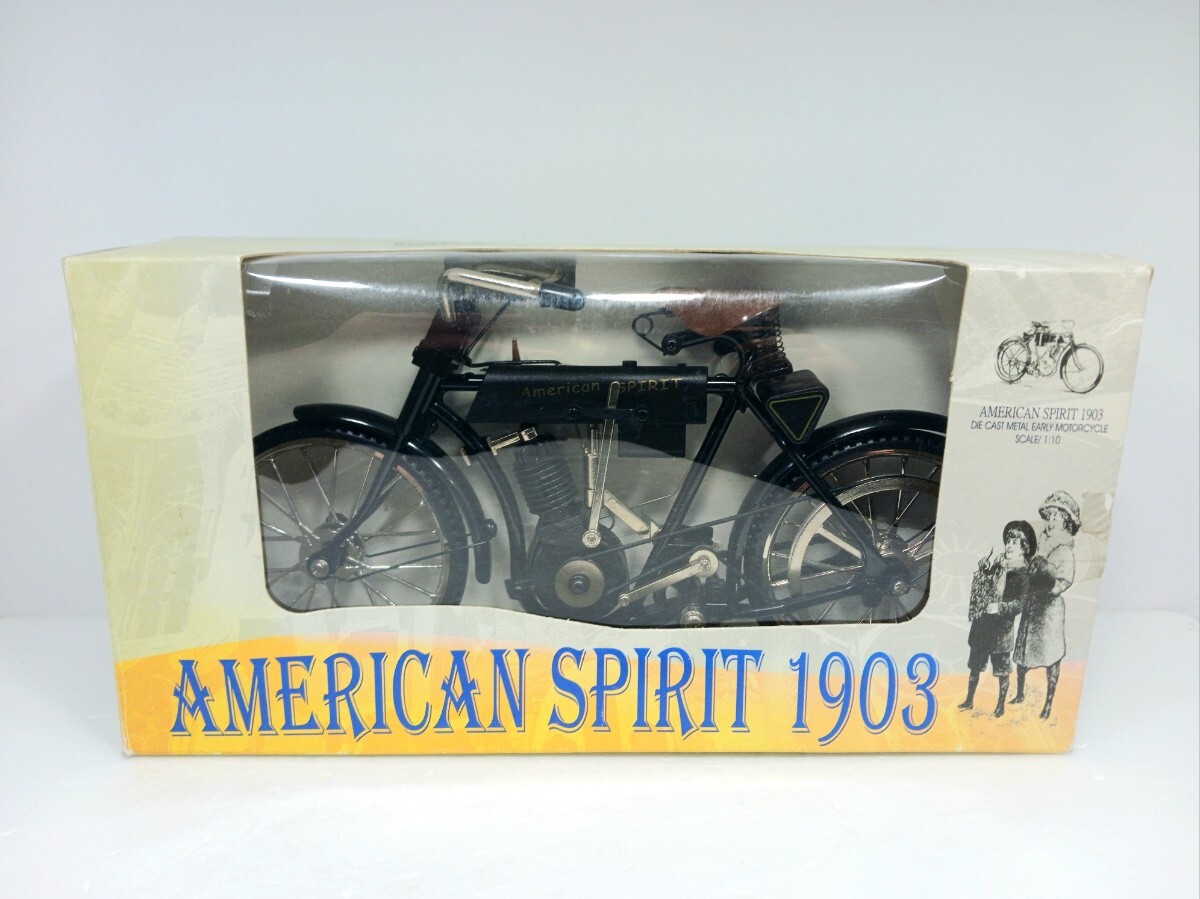 American SPIRIT
AMERICAN SPIRIT 1903
DIE CAST METAL EARLY MOTORCYCLE
SCALE/ 1:10
AMERICAN SPIRIT 1903